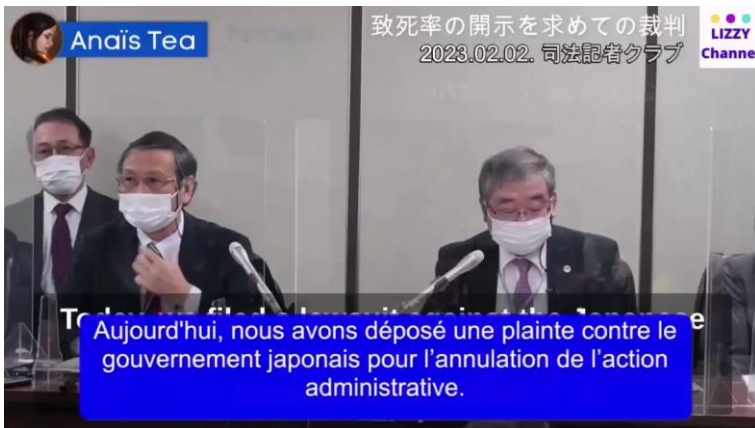 Anaïs Tea
致死率の開示を求めての裁判
2023.02.02. 司法記者クラブ
LIZZY
Channe
Aujourd'hui, nous avons déposé une plainte contre le
gouvernement japonais pour l’annulation de l’action
administrative.